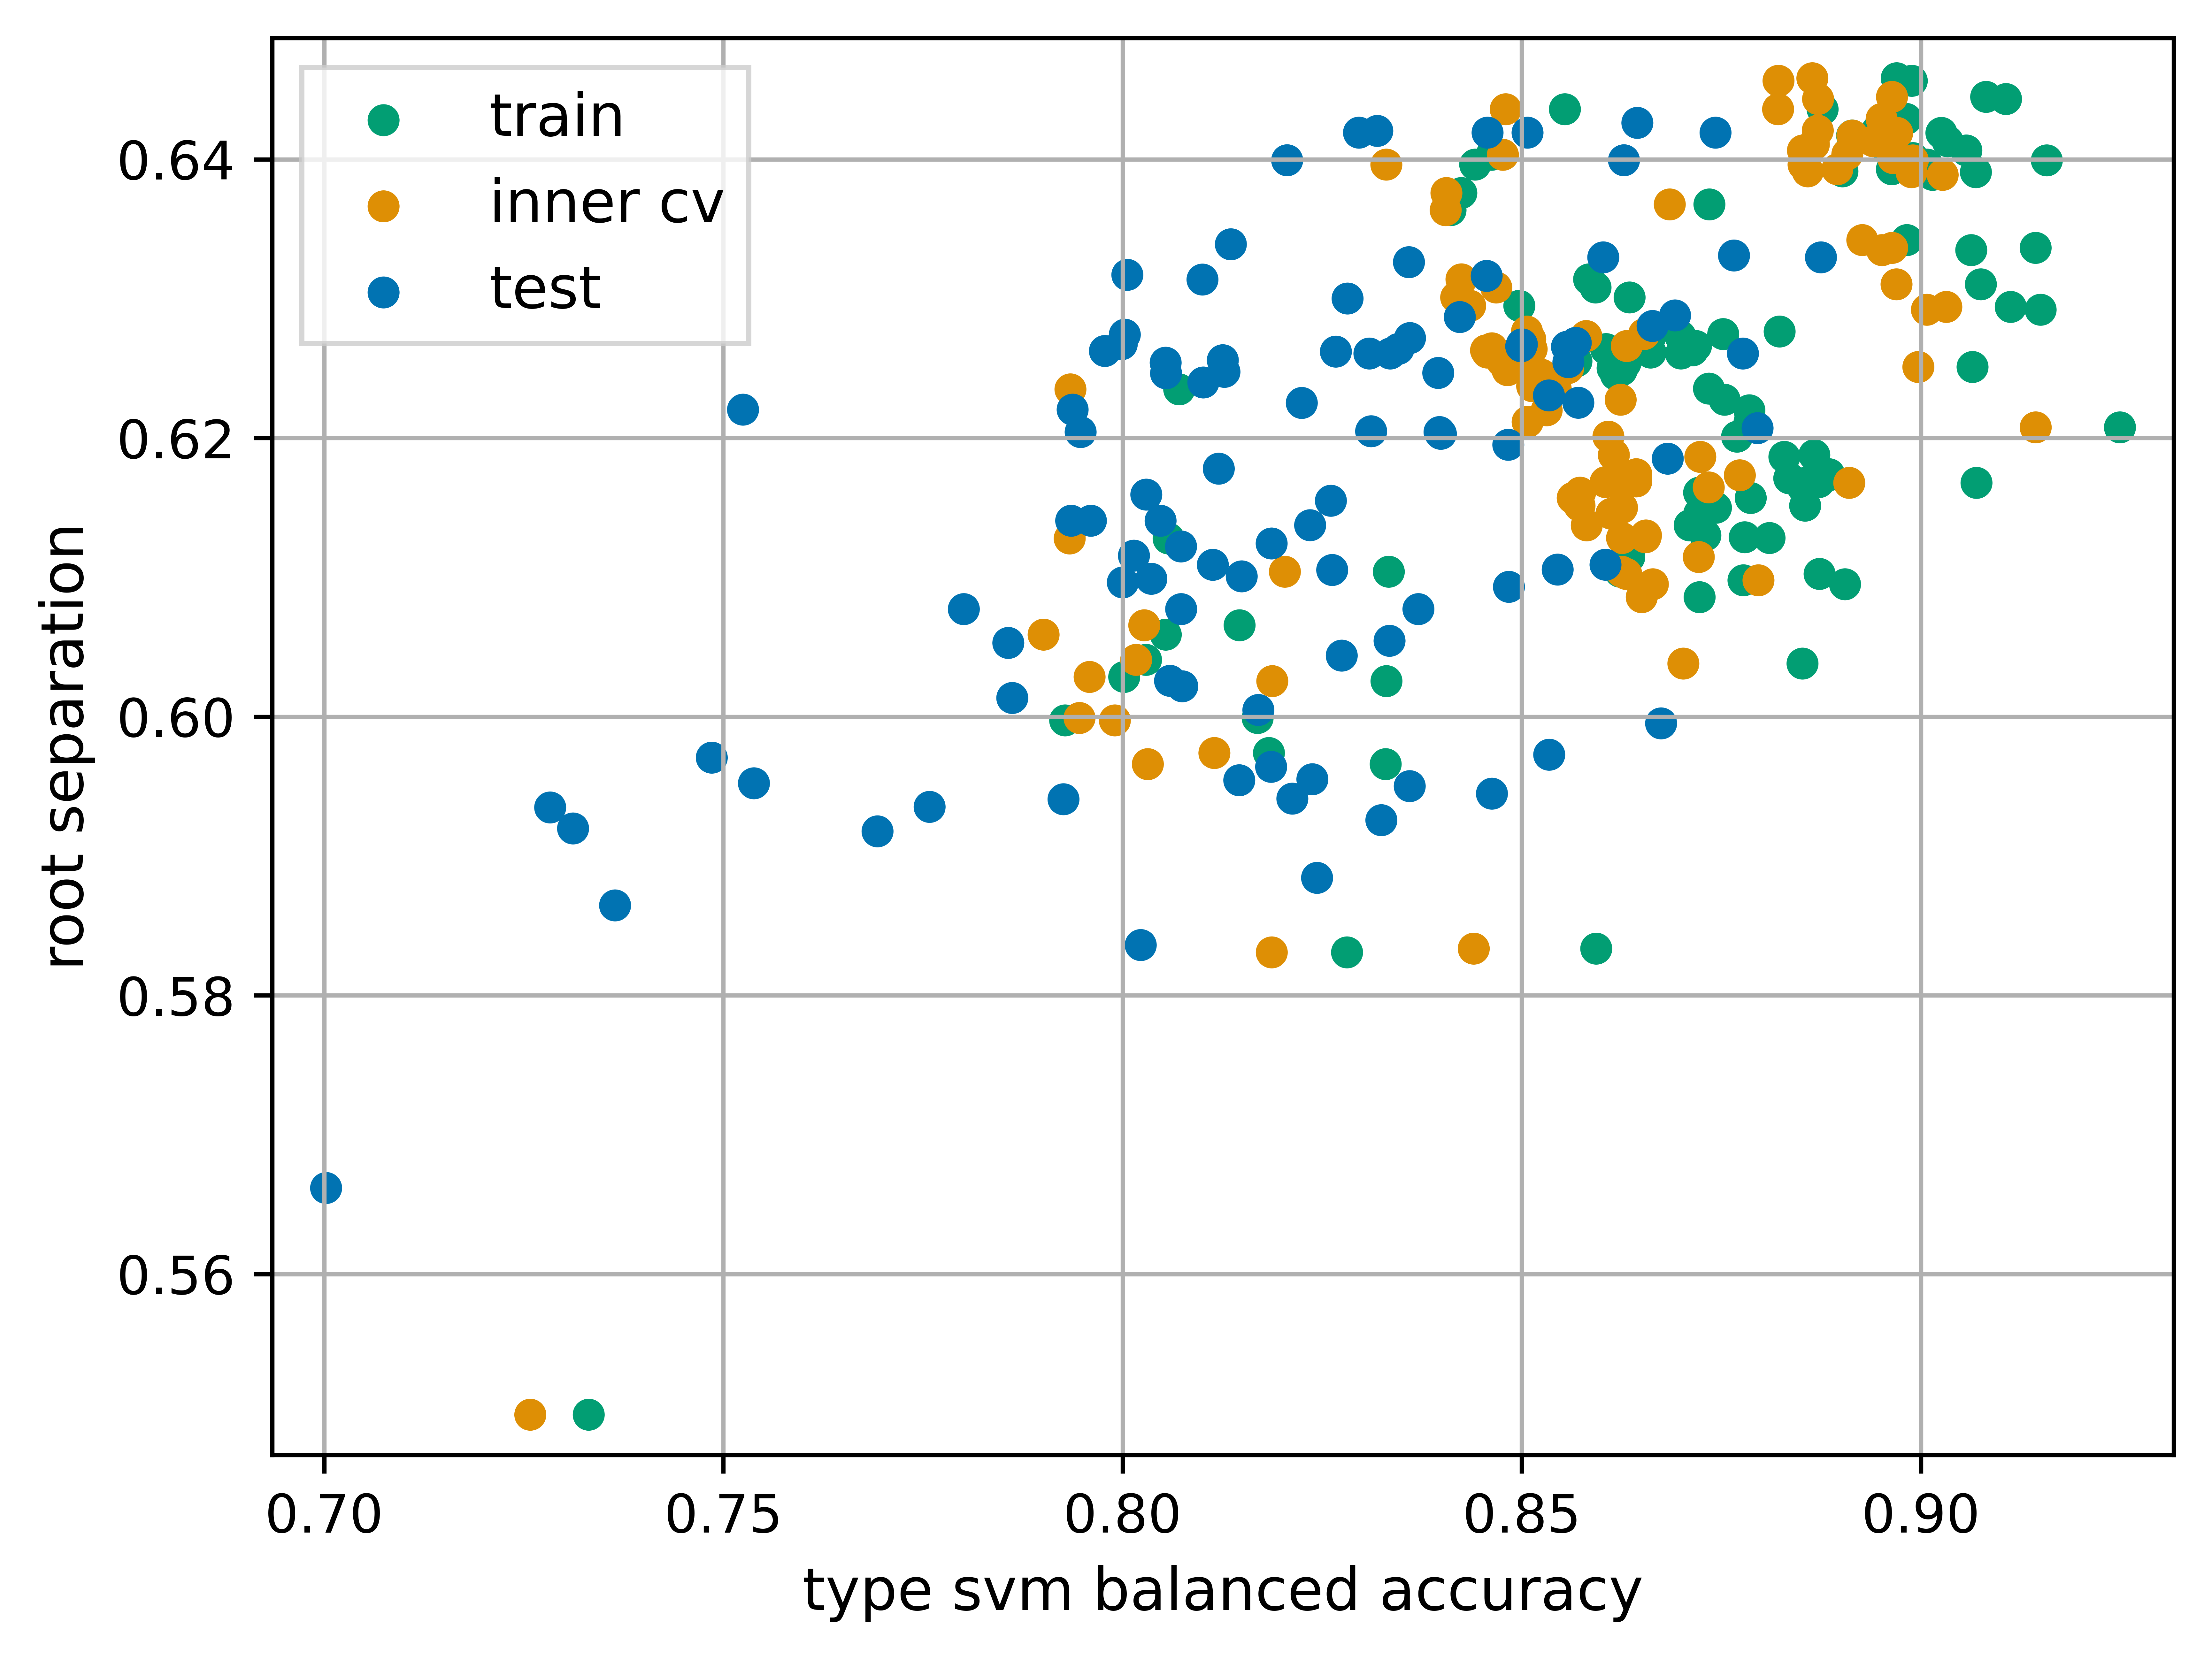 train
inner cv
test
0.64
0.62
0.60
0.58
0.56
root separation
0.70 0.75 0.80 0.85 0.90
type svm balanced accuracy